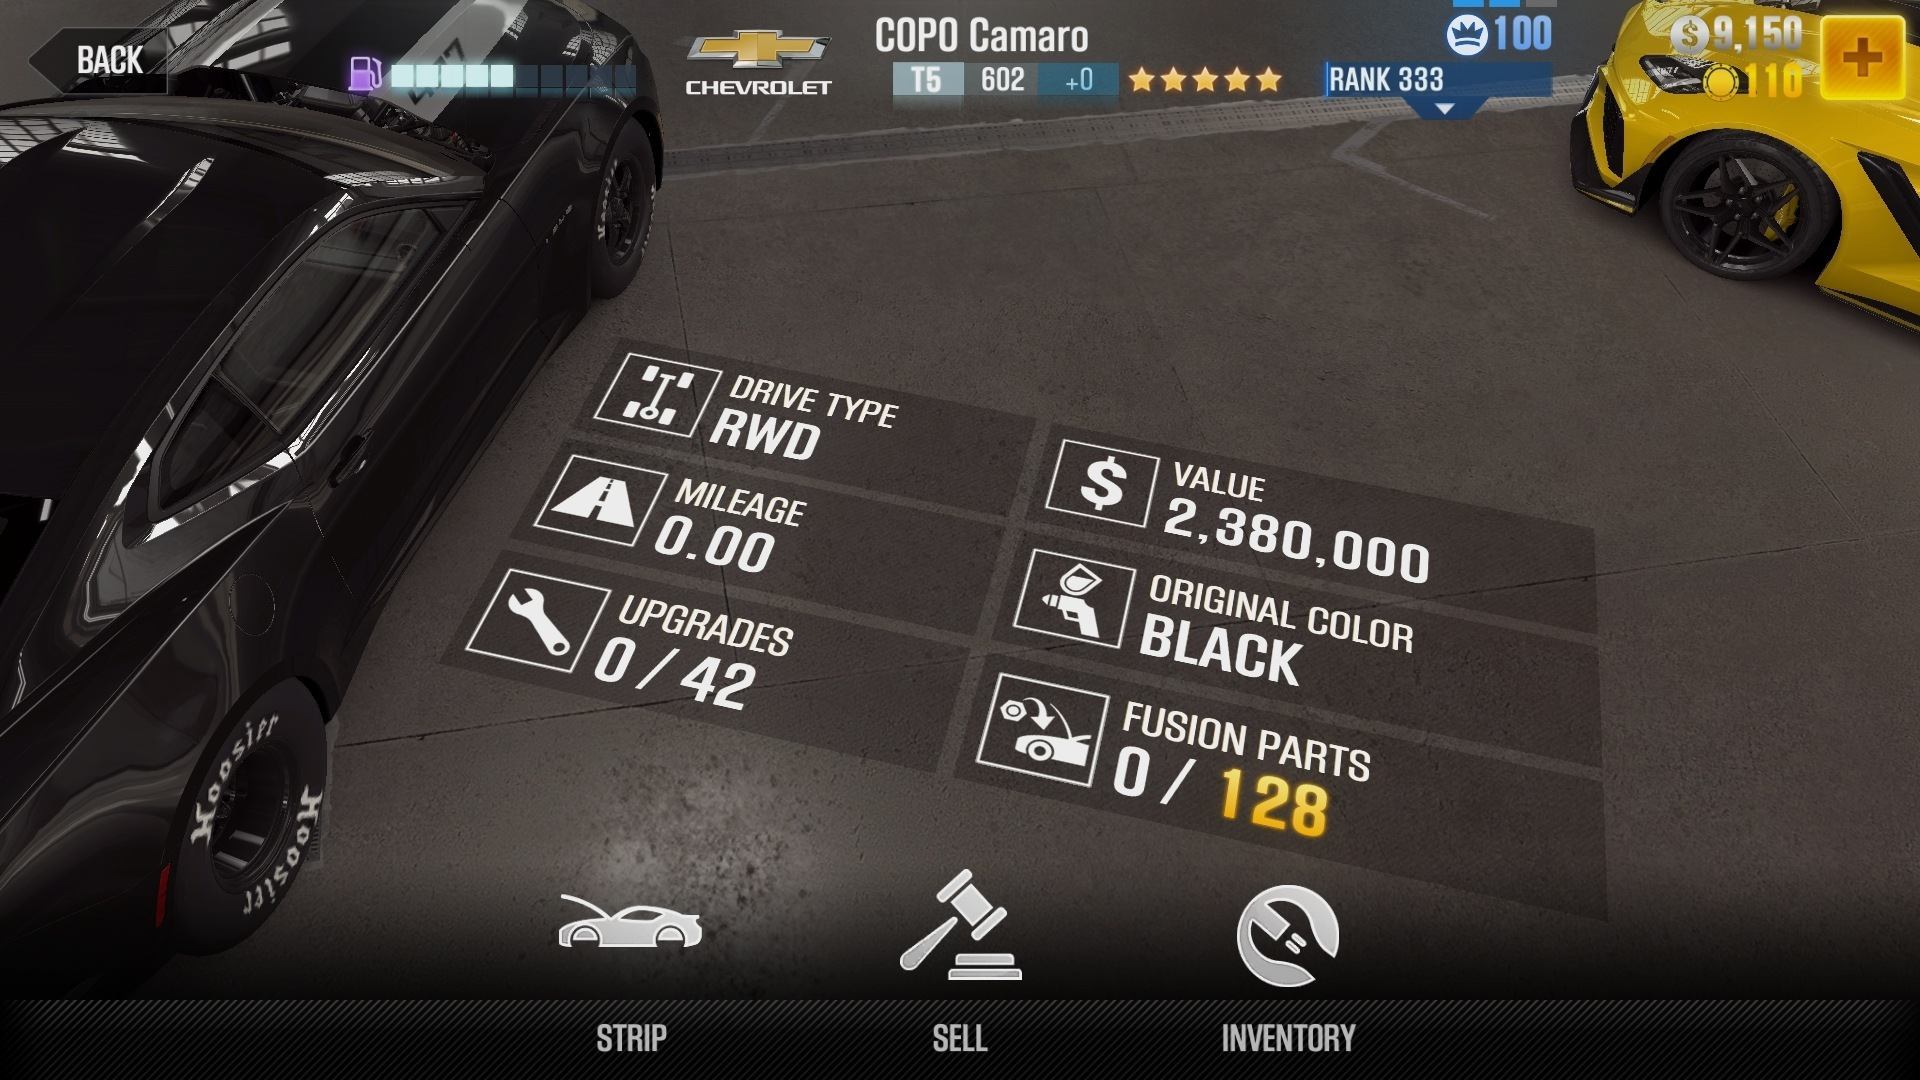 BACK
CHEVROLET
COPO Camaro
T5 602 +0
100
RANK 333
$ 9,150
110
DRIVE TYPE
RWD
MILEAGE
0.00
UPGRADES
0 / 42
$ VALUE
2,380,000
ORIGINAL COLOR
BLACK
FUSION PARTS
0 / 128
Hoosier
Hoosier
STRIP
SELL
INVENTORY